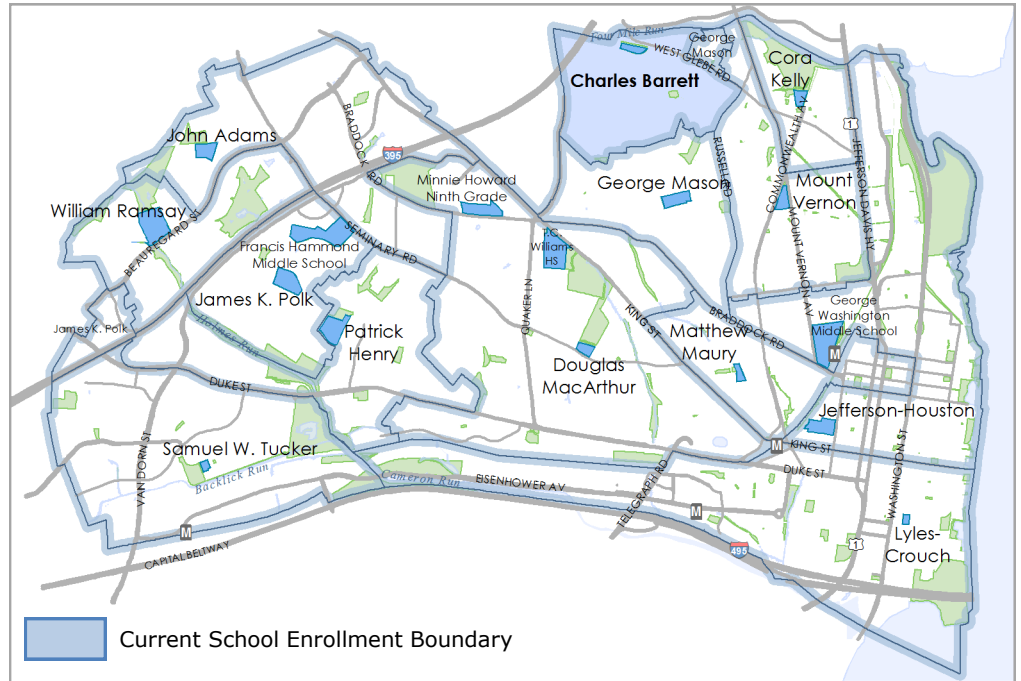 Four Mile Run
George
Mason
WEST GLEBE RD
Charles Barrett
Cora
Kelly
COMMONWEALTH AV
1
JEFFERSON DAVIS HY
John Adams
BRADDOCK RD
395
RUSSELL RD
Minnie Howard
Ninth Grade
George Mason
Mount
Vernon
MOUNT VERNON AV
William Ramsay
BEAUREGARD ST
Francis Hammond
Middle School
SEMINARY RD
T.C.
Williams
HS
James K. Polk
QUAKER LN
KING ST
BRADDOCK RD
George
Washington
Middle School
M
James K. Polk
Holmes Run
Patrick
Henry
Matthew
Maury
Douglas
MacArthur
DUKE ST
Jefferson-Houston
M
KING ST
Samuel W. Tucker
VAN DORN ST
Backlick Run
Cameron Run
EISENHOWER AV
TELEGRAPH RD
DUKE ST
WASHINGTON ST
M
M
Lyles-
Crouch
1
495
CAPITAL BELTWAY
Current School Enrollment Boundary